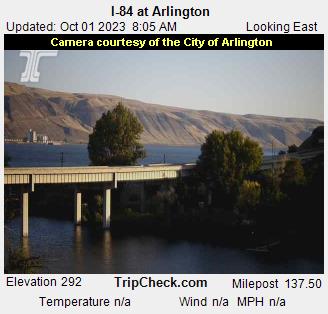 I-84 at Arlington
Updated: Oct 01 2023 8:05 AM Looking East
Camera courtesy of the City of Arlington
Elevation 292 TripCheck.com Milepost 137.50
Temperature n/a Wind n/a MPH n/a